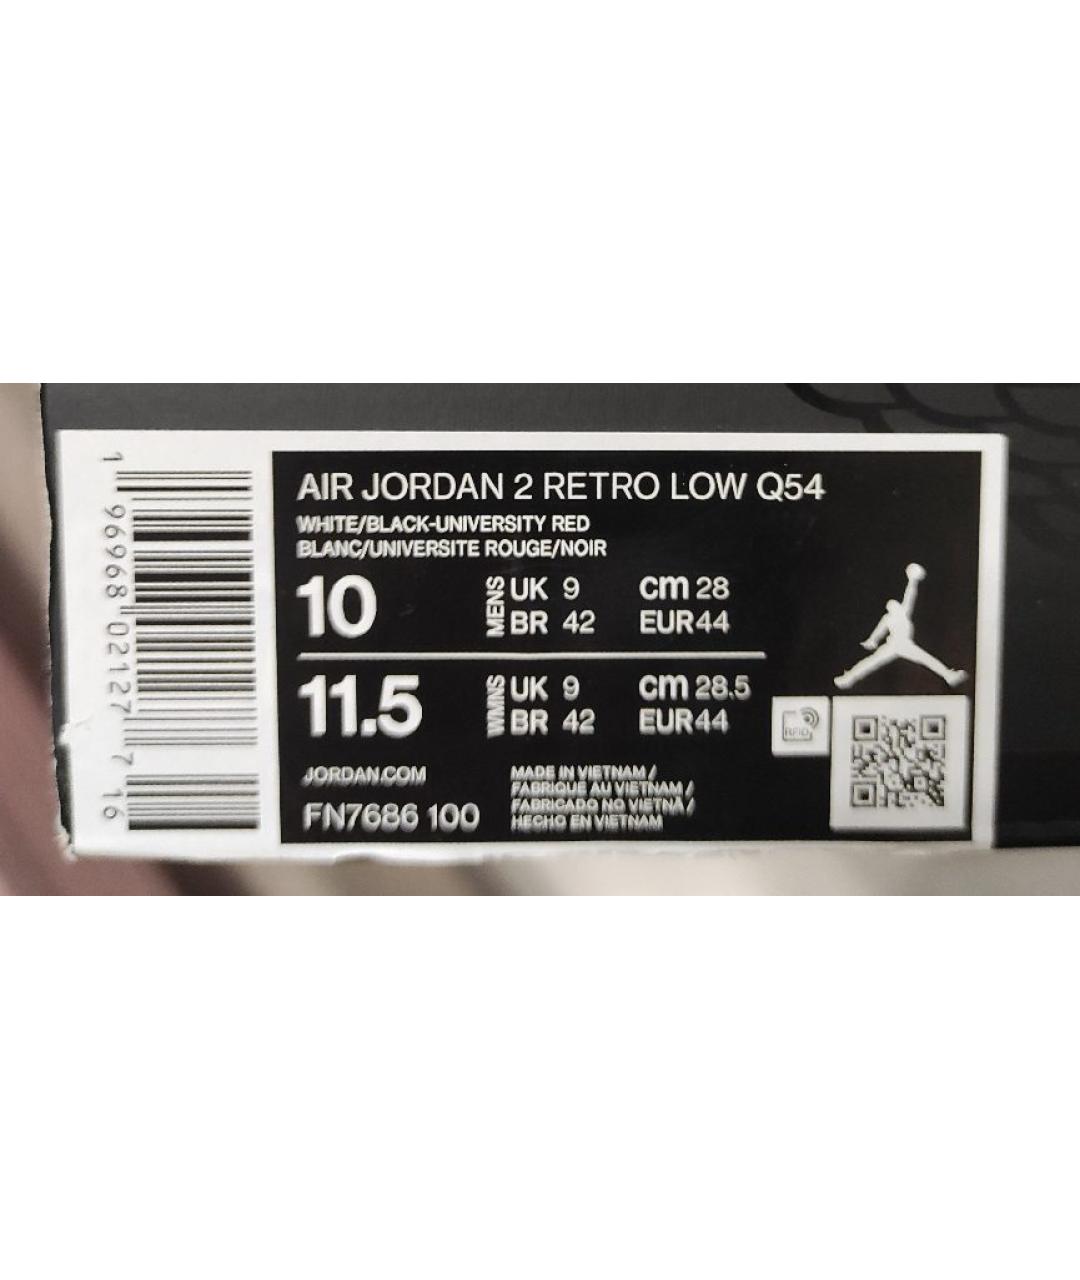 AIR JORDAN 2 RETRO LOW Q54
WHITE/BLACK-UNIVERSITY RED
BLANC/UNIVERSITE ROUGE/NOIR
10 MENS UK 9 cm 28
BR 42 EUR 44
11.5 WMNS UK 9 cm 28.5
BR 42 EUR 44
JORDAN.COM
FN7686 100
MADE IN VIETNAM /
FABRIQUE AU VIETNAM /
FABRICADO NO VIETNÃ /
HECHO EN VIETNAM
RFID
1 96968 02127 7 16